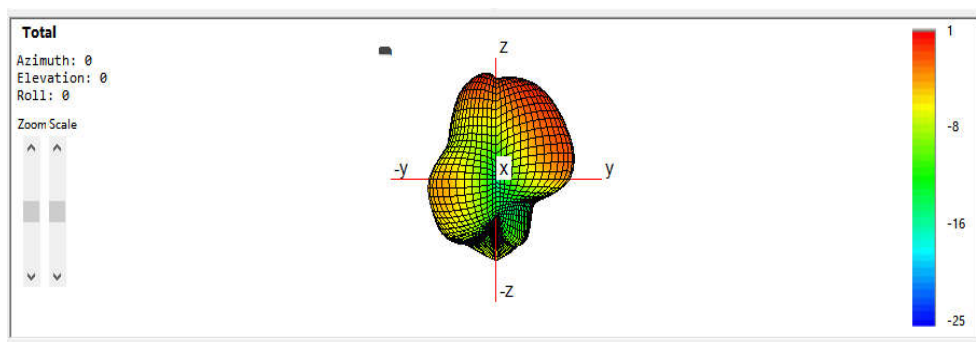 Total
Azimuth: 0
Elevation: 0
Roll: 0
Zoom Scale
z
-y
x
y
-z
1
-8
-16
-25